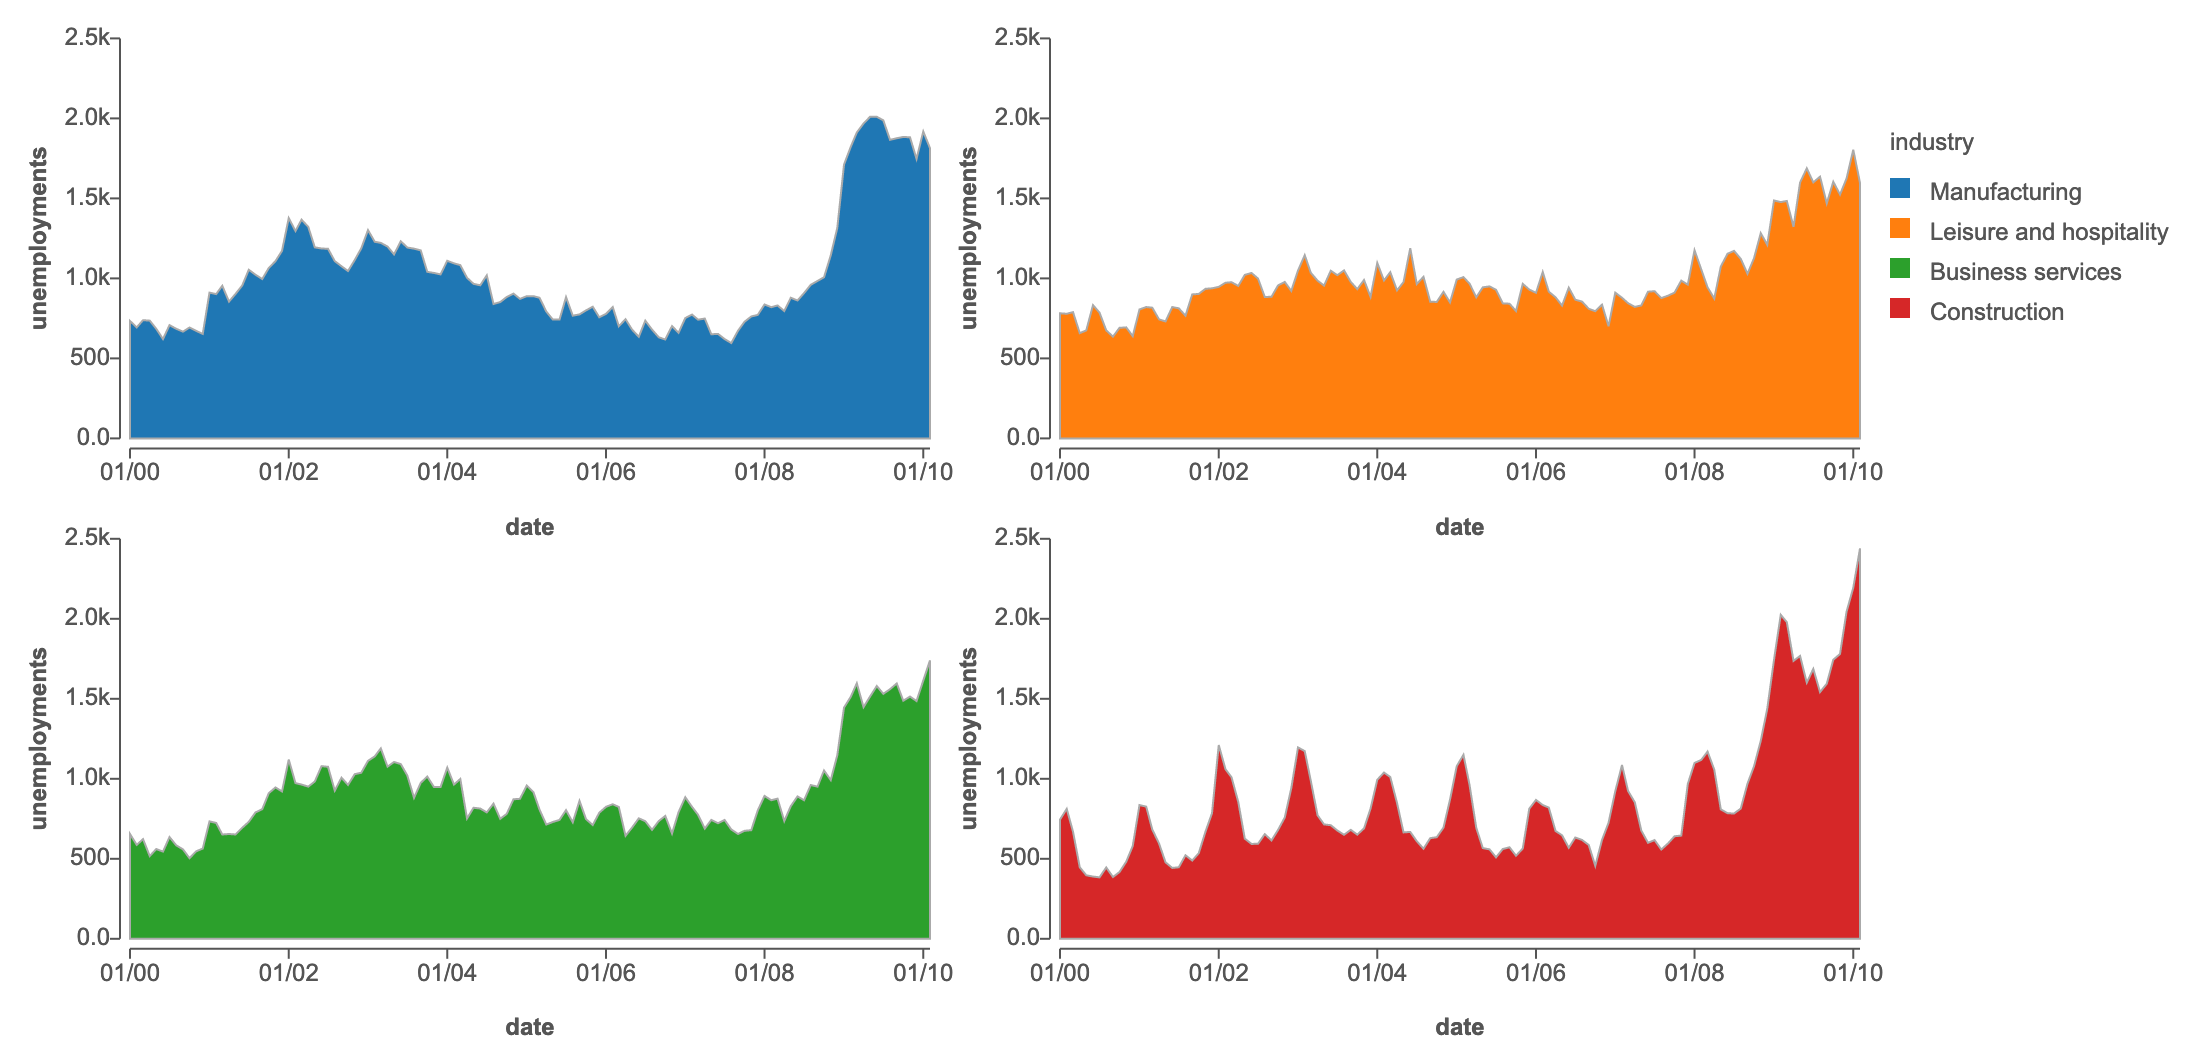 2.5k
2.0k
1.5k
1.0k
500
0.0
unemployments
01/00 01/02 01/04 01/06 01/08 01/10
date
2.5k
2.0k
1.5k
1.0k
500
0.0
unemployments
01/00 01/02 01/04 01/06 01/08 01/10
date
industry
Manufacturing
Leisure and hospitality
Business services
Construction
2.5k
2.0k
1.5k
1.0k
500
0.0
unemployments
01/00 01/02 01/04 01/06 01/08 01/10
date
2.5k
2.0k
1.5k
1.0k
500
0.0
unemployments
01/00 01/02 01/04 01/06 01/08 01/10
date